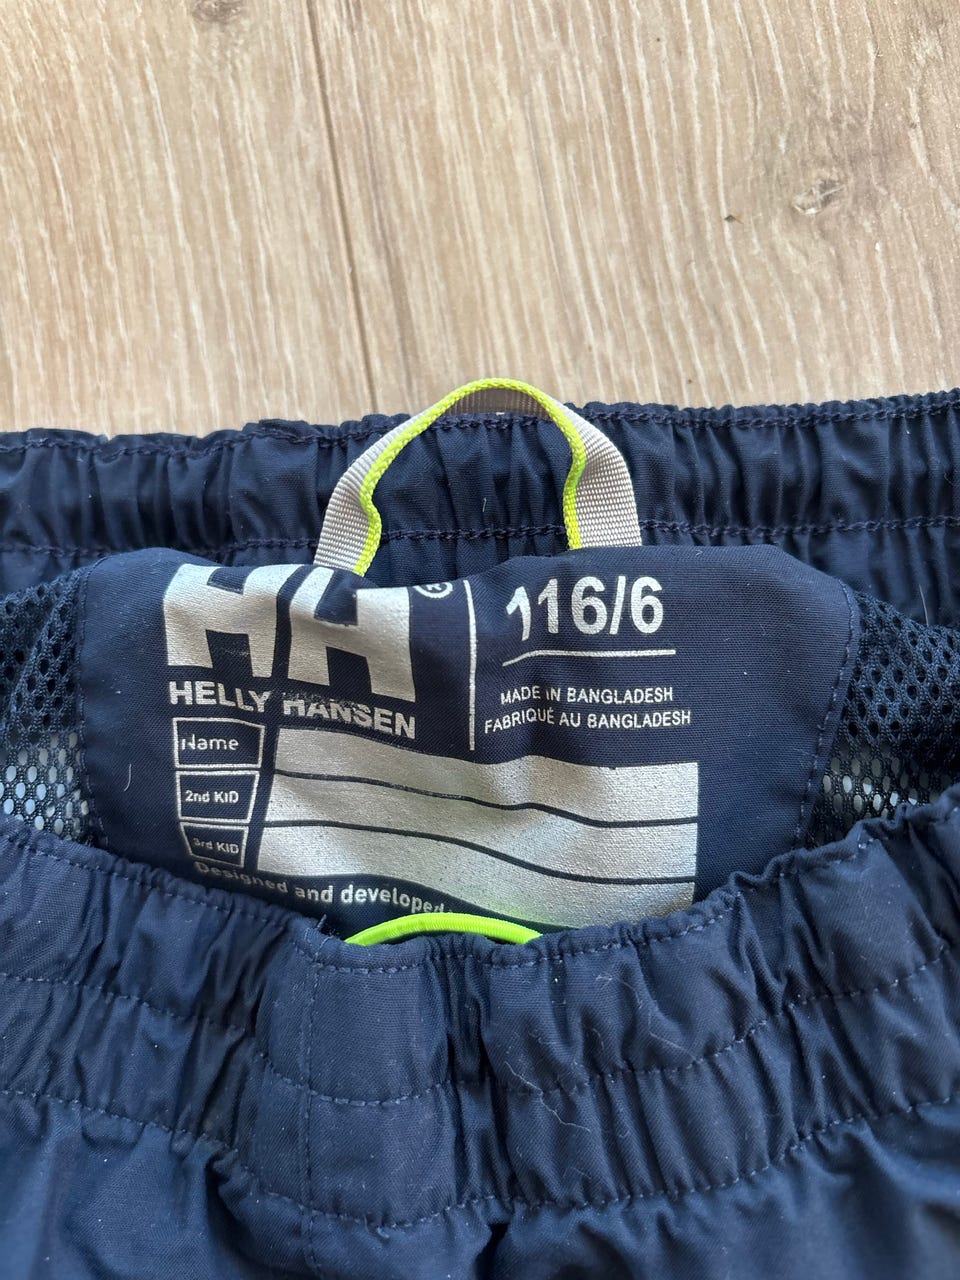 HH®
HELLY HANSEN
116/6
MADE IN BANGLADESH
FABRIQUÉ AU BANGLADESH
Name
2nd KID
3rd KID
Designed and developed